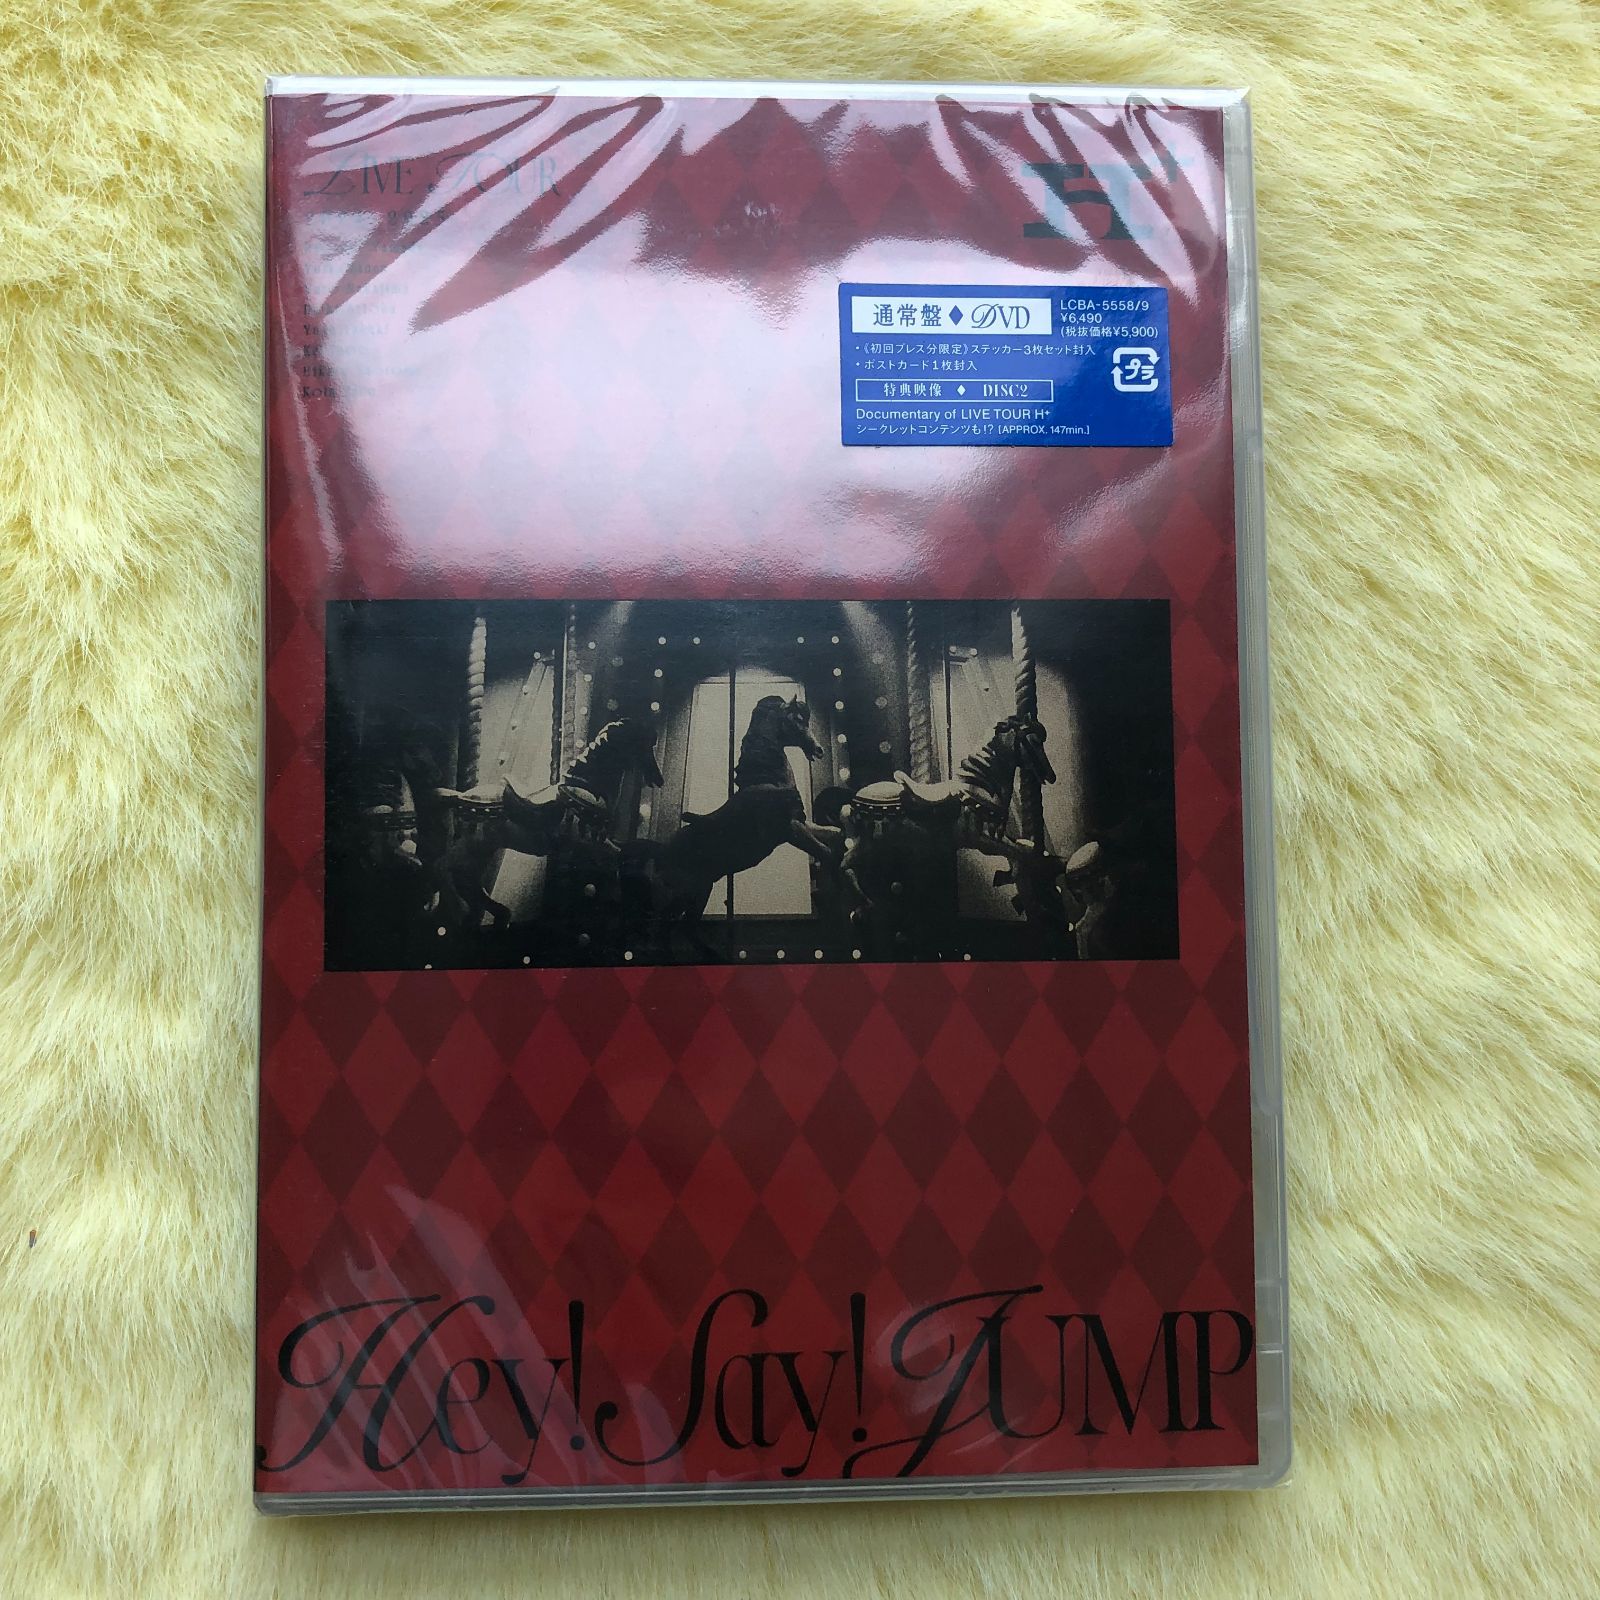 LIVE TOUR
H+
通常盤◆DVD
LCBA-5558/9
¥6,490
(税抜価格¥5,900)
・《初回プレス分限定》ステッカー3枚セット封入
・ポストカード1枚封入
プラ
特典映像 ◆ DISC2
Documentary of LIVE TOUR H+
シークレットコンテンツも!? [APPROX. 147min.]
Hey! Say! JUMP